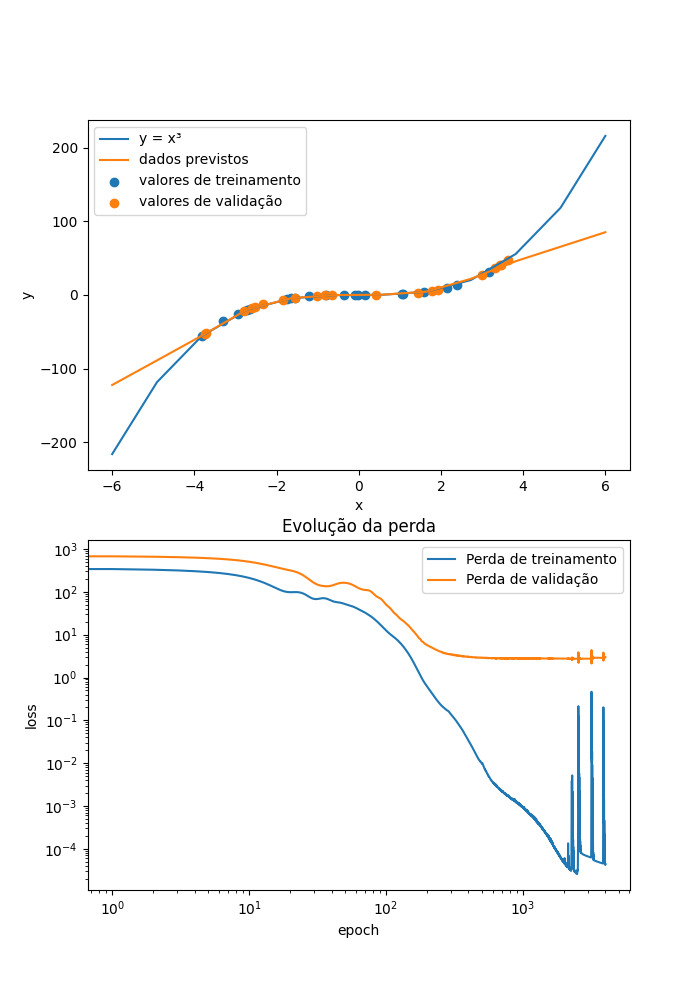 y = x³
dados previstos
valores de treinamento
valores de validação
200
100
0
−100
−200
y
−6
−4
−2
0
2
4
6
x
Evolução da perda
Perda de treinamento
Perda de validação
10³
10²
10¹
10⁰
10⁻¹
10⁻²
10⁻³
10⁻⁴
loss
10⁰
10¹
10²
10³
epoch